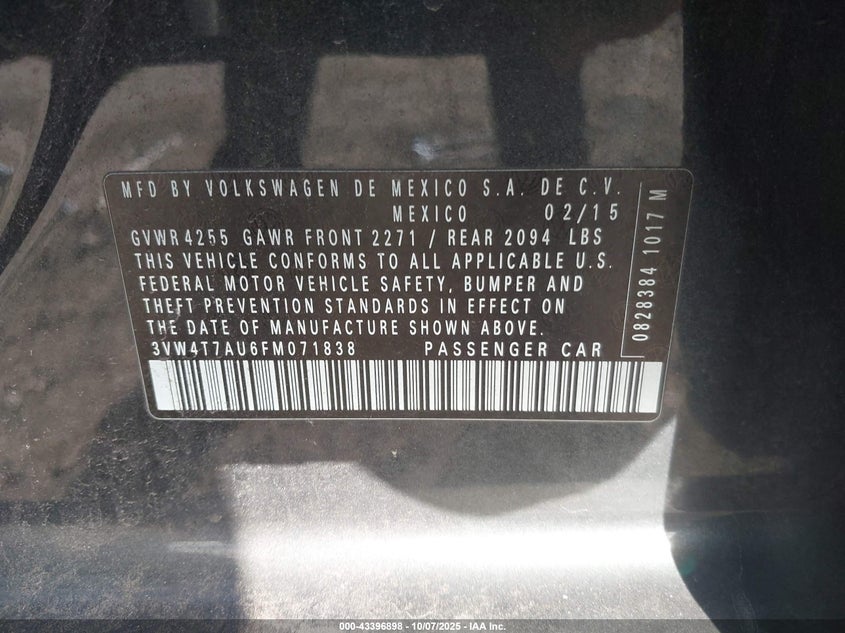 MFD BY VOLKSWAGEN DE MEXICO S.A. DE C.V.
MEXICO 02/15
GVWR 4255 GAWR FRONT 2271 / REAR 2094 LBS
THIS VEHICLE CONFORMS TO ALL APPLICABLE U.S.
FEDERAL MOTOR VEHICLE SAFETY, BUMPER AND
THEFT PREVENTION STANDARDS IN EFFECT ON
THE DATE OF MANUFACTURE SHOWN ABOVE.
3VW4T7AU6FM071838 PASSENGER CAR
0828384 1017 M
000-43396898 - 10/07/2025 - IAA Inc.